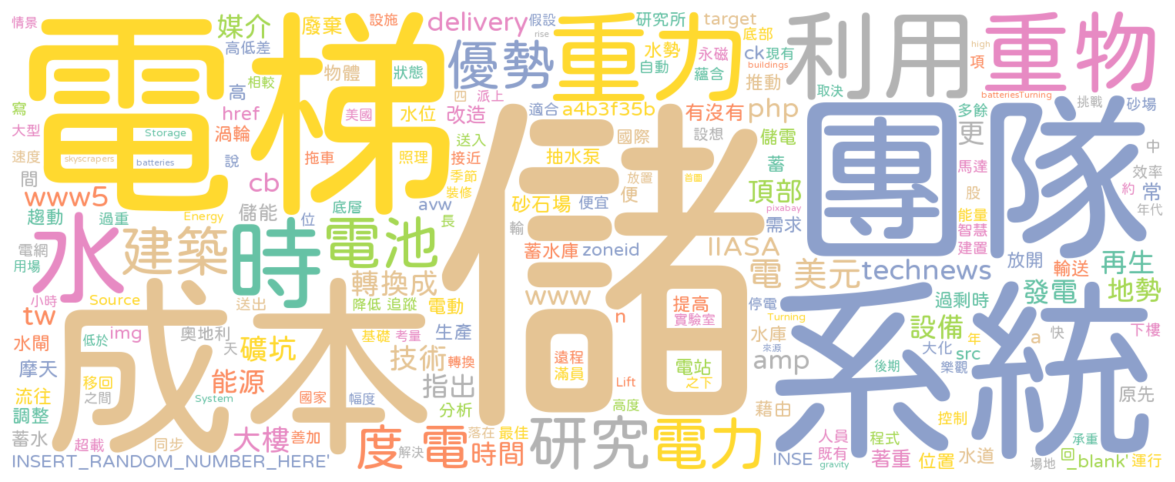 情景
媒介
廢棄
設施
delivery
假設
rise
研究所
target
底部
電梯
高低差
相較
物體
狀態
優勢
重力
水勢
永磁
自動
蘊含
ck
現有
推動
利用
high
項
buildings
重物
batteriesTurning
取決
多餘
挑戰
砂場
寫
高
href
大型
Storage
渦輪
四
派上
美國
水位
改造
適合
a4b3f35b
有沒有
php
儲
團隊
更
中
速度
skyscrapers
batteries
說
拖車
照理
送入
接近
國際
設想
儲電
馬達
效率
間
cb
季節
抽水泵
放置
首圖
蓄
股
約
年代
www5
儲能
位
底層
avw
裝修
砂石場
便宜
便
pixabay
頂部
能量
智慧
常
趨動
過重
Energy
長
輸
需求
建置
水
建築
時
電池
蓄水庫
zoneid
IIASA
電網
用場
轉換成
電
美元
technews
放開
輸送
再生
小時
Source
送出
降低
追蹤
電動
www
提高
停電
過剩時
發電
地勢
tw
img
奧地利
天
基礎
考量
生產
n
實驗室
Turning
水庫
設備
年
a
快
下樓
成本
系統
水閘
低於
礦坑
技術
轉換
遠程
滿員
來源
amp
大化
src
摩天
移回
之間
能源
System
國家
幅度
指出
Lift
電站
之下
後期
樂觀
原先
流往
調整
分析
高度
藉由
控制
蓄水
超載
同步
大樓
善加
度
電
落在
最佳
解決
時間
研究
電力
人員
既有
gravity
程式
著重
位置
水道
回
承重
場地
_blank'
運行
INSERT_RANDOM_NUMBER_HERE'
INSE